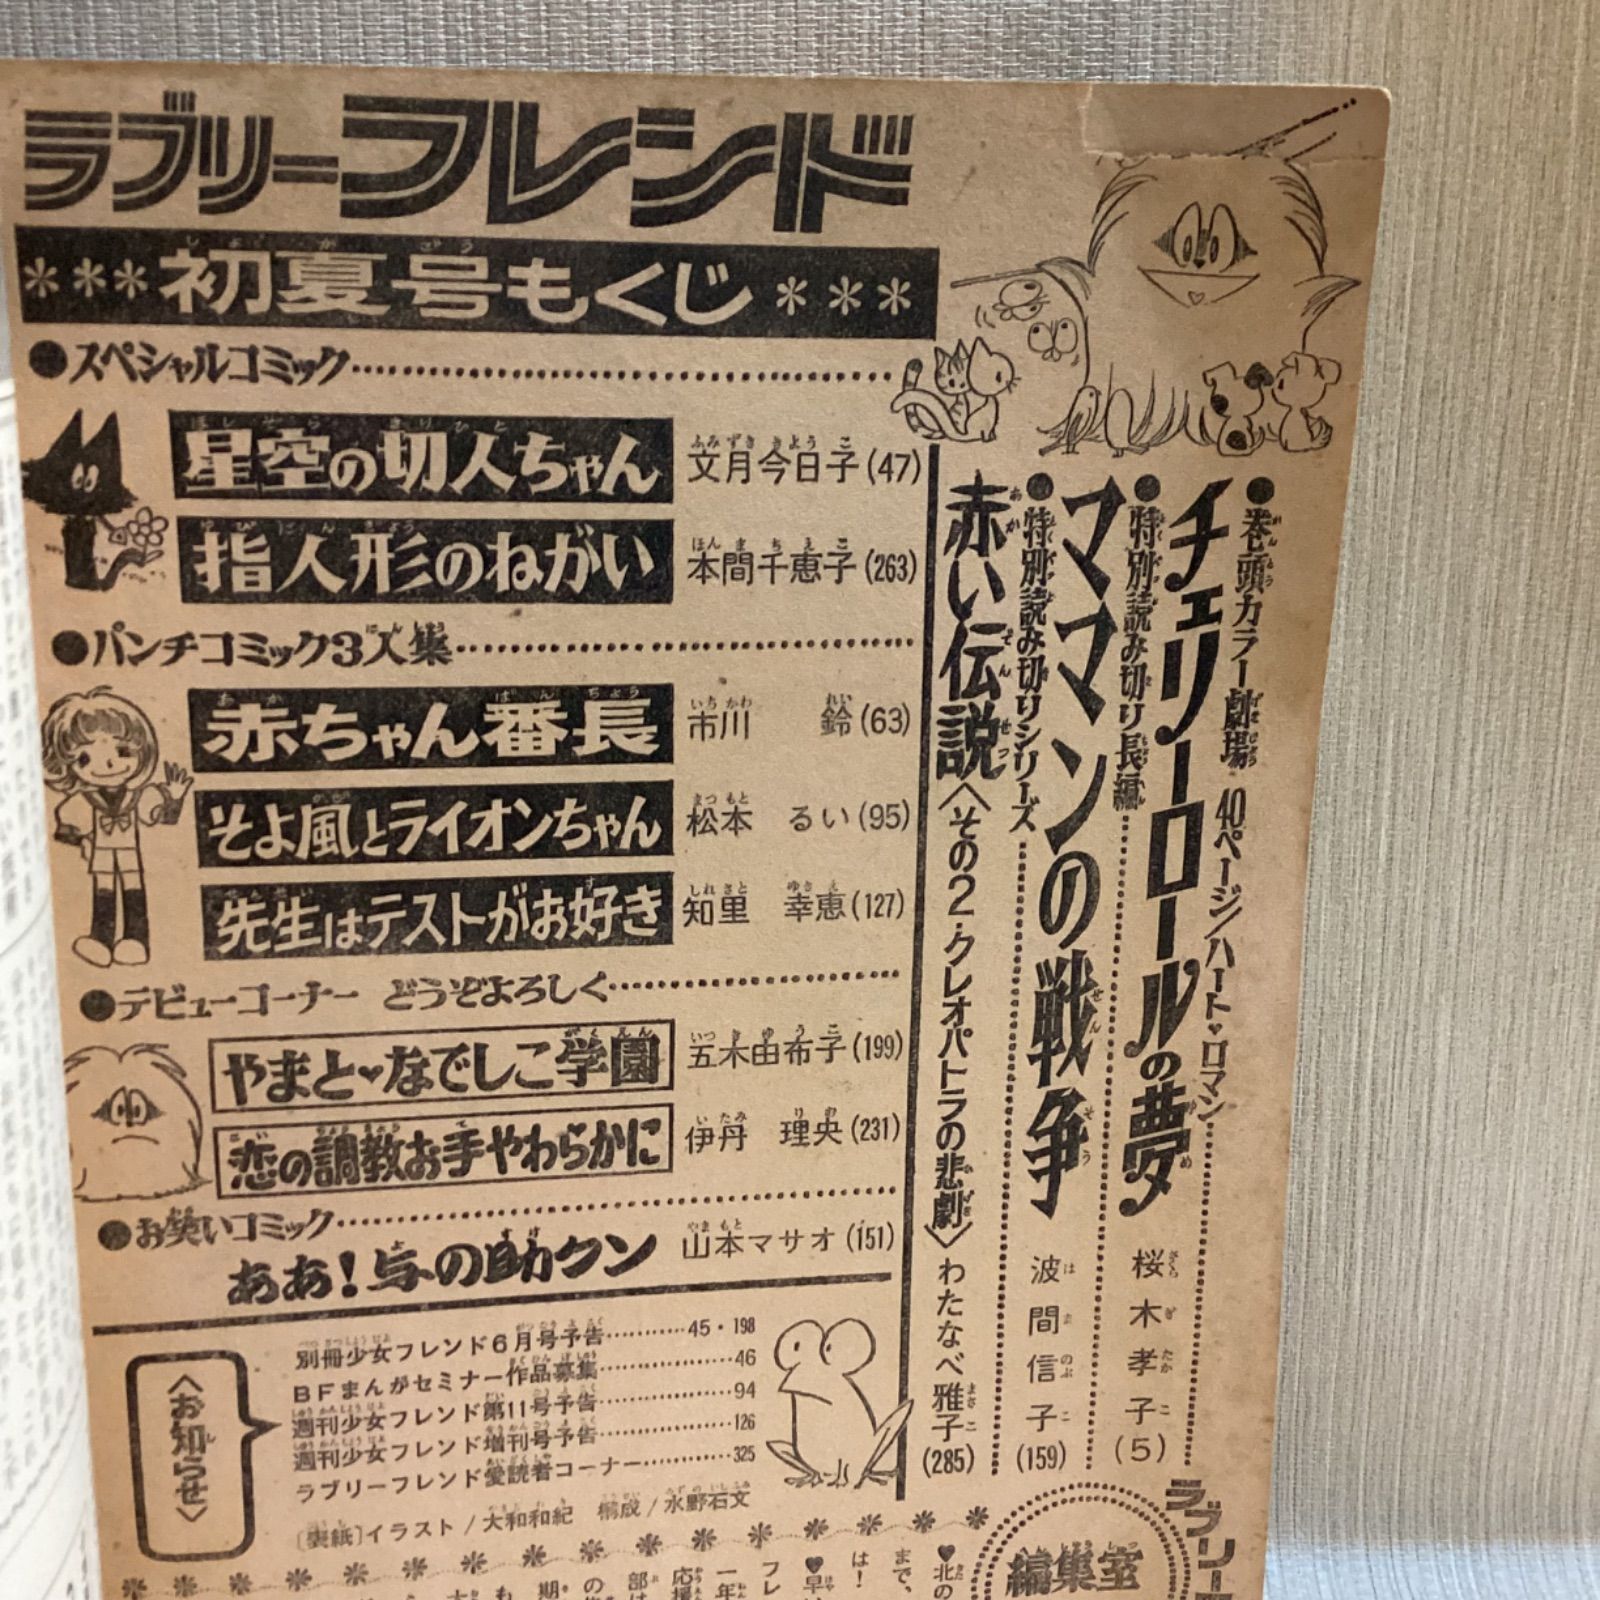 ラブリーフレンド
***初夏号もくじ***
●巻頭カラー劇場 40ページ/ハート♥ロマン
チェリーロールの夢 桜木孝子(5)
●特別読み切り長編
ママンの戦争 波間信子(159)
●特別読み切りシリーズ
赤い伝説〈その2・クレオパトラの悲劇〉わたなべ雅子(285)
●スペシャルコミック
星空の切人ちゃん 文月今日子(47)
指人形のねがい 本間千恵子(263)
●パンチコミック3人集
赤ちゃん番長 市川 鈴(63)
そよ風とライオンちゃん 松本 るい(95)
先生はテストがお好き 知里 幸恵(127)
●デビューコーナー どうぞよろしく
やまと♥なでしこ学園 五木由布子(199)
恋の調教お手やわらかに 伊丹 理央(231)
●お笑いコミック
ああ!与の助クン 山本マサオ(151)
〈お知らせ〉
別冊少女フレンド6月号予告…………45・198
BFまんがセミナー作品募集…………46
週刊少女フレンド第11号予告…………94
週刊少女フレンド増刊号予告…………126
ラブリーフレンド愛読者コーナー…………325
〔表紙〕イラスト/大和和紀 構成/水野石文
編集室